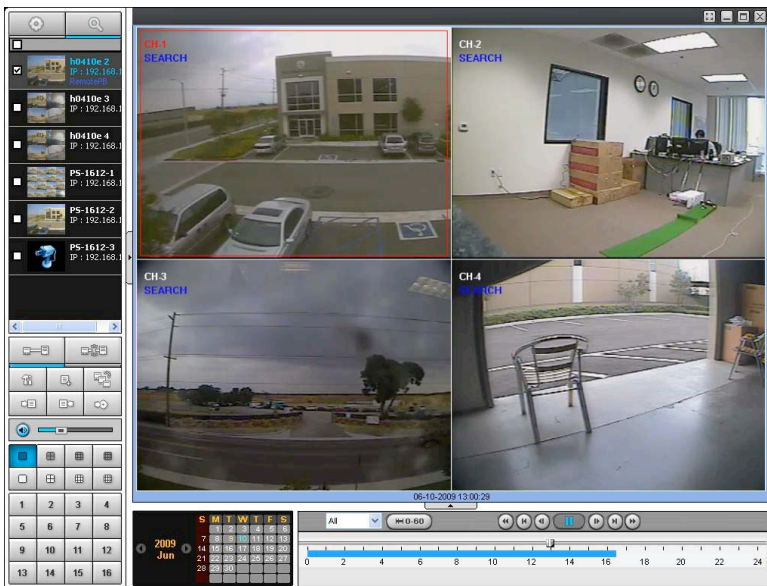 h0410e 2
IP : 192.168.1
RemotePB
h0410e 3
IP : 192.168.1
h0410e 4
IP : 192.168.1
PS-1612-1
IP : 192.168.1
PS-1612-2
IP : 192.168.1
PS-1612-3
IP : 192.168.1
1 2 3 4
5 6 7 8
9 10 11 12
13 14 15 16
CH-1
SEARCH
CH-2
SEARCH
CH-3
SEARCH
CH-4
SEARCH
06-10-2009 13:00:29
2009
Jun
S M T W T F S
1 2 3 4 5 6
7 8 9 10 11 12 13
14 15 16 17 18 19 20
21 22 23 24 25 26 27
28 29 30
All
0-60
0 2 4 6 8 10 12 14 16 18 20 22 24